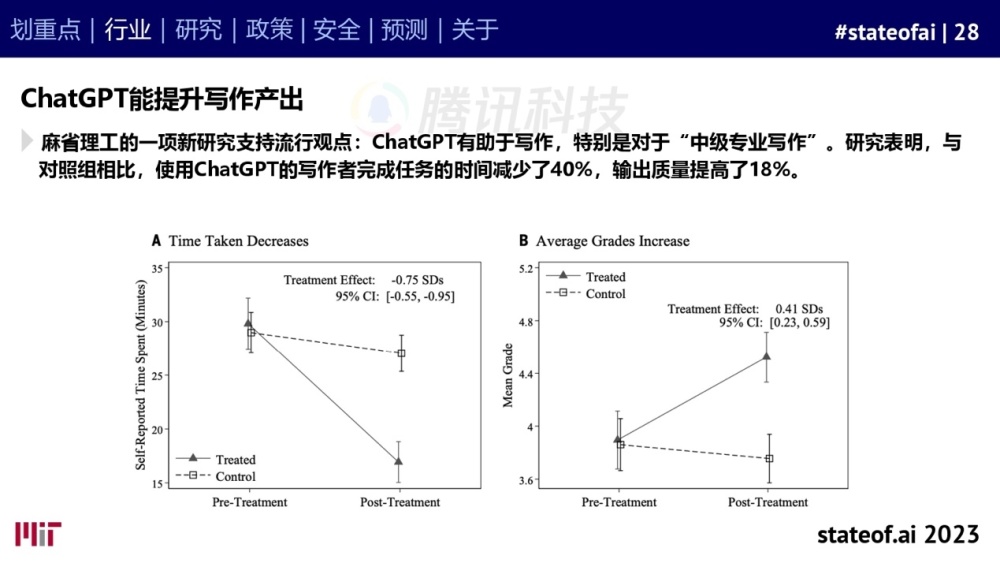 划重点 | 行业 | 研究 | 政策 | 安全 | 预测 | 关于
#stateofai | 28
ChatGPT能提升写作产出
腾讯科技
麻省理工的一项新研究支持流行观点：ChatGPT有助于写作，特别是对于“中级专业写作”。研究表明，与
对照组相比，使用ChatGPT的写作者完成任务的时间减少了40%，输出质量提高了18%。
A Time Taken Decreases
Treatment Effect: -0.75 SDs
95% CI: [-0.55, -0.95]
Self-Reported Time Spent (Minutes)
35
30
25
20
15
Treated
Control
Pre-Treatment
Post-Treatment
B Average Grades Increase
Treated
Control
Treatment Effect: 0.41 SDs
95% CI: [0.23, 0.59]
Mean Grade
5.2
4.8
4.4
4
3.6
Pre-Treatment
Post-Treatment
MIT
stateof.ai 2023